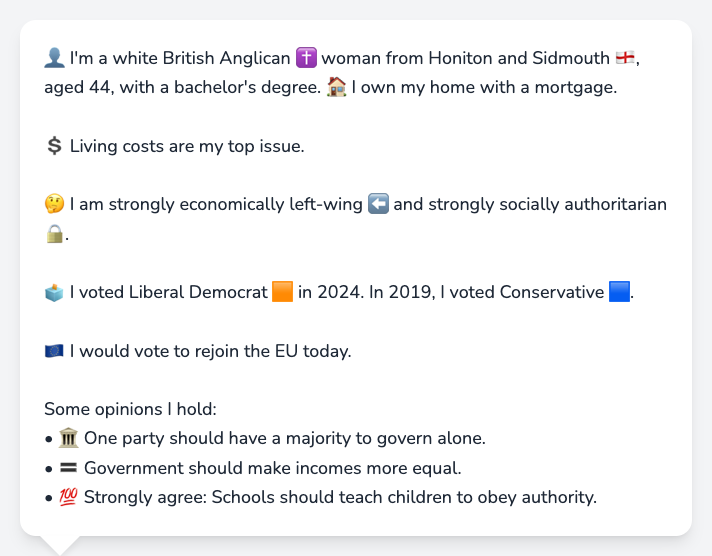 👤 I'm a white British Anglican ✝️ woman from Honiton and Sidmouth 🏴󠁧󠁢󠁥󠁮󠁧󠁿,
aged 44, with a bachelor's degree. 🏠 I own my home with a mortgage.
💲 Living costs are my top issue.
🤔 I am strongly economically left-wing ⬅️ and strongly socially authoritarian
🔒.
🗳️ I voted Liberal Democrat 🟧 in 2024. In 2019, I voted Conservative 🟦.
🇪🇺 I would vote to rejoin the EU today.
Some opinions I hold:
• 🏛️ One party should have a majority to govern alone.
• 🟰 Government should make incomes more equal.
• 💯 Strongly agree: Schools should teach children to obey authority.